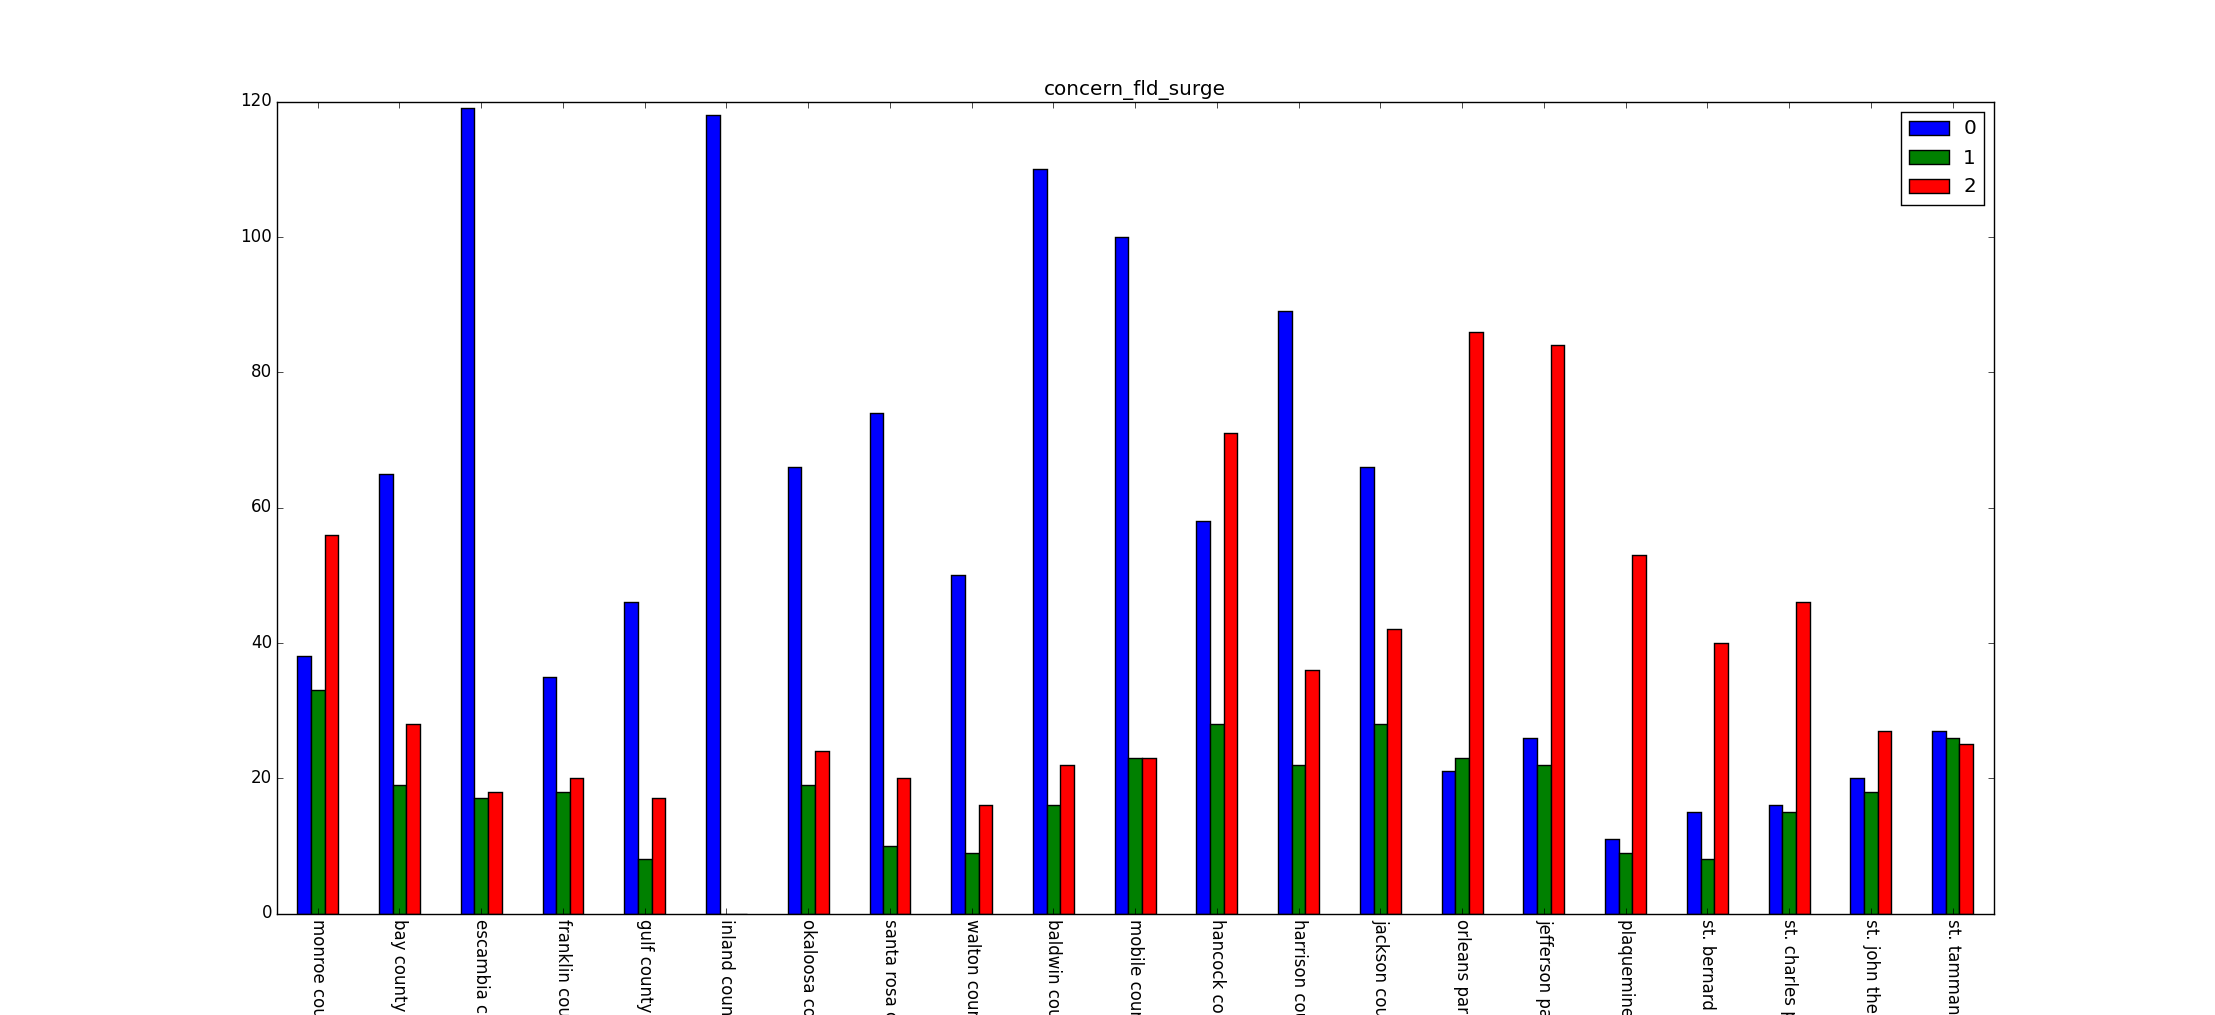 concern_fld_surge
120
100
80
60
40
20
0
0
1
2
monroe cou
bay county
escambia c
franklin cou
gulf county
inland coun
okaloosa co
santa rosa c
walton coun
baldwin cou
mobile coun
hancock co
harrison cou
jackson cou
orleans par
jefferson pa
plaquemine
st. bernard
st. charles p
st. john the
st. tamman